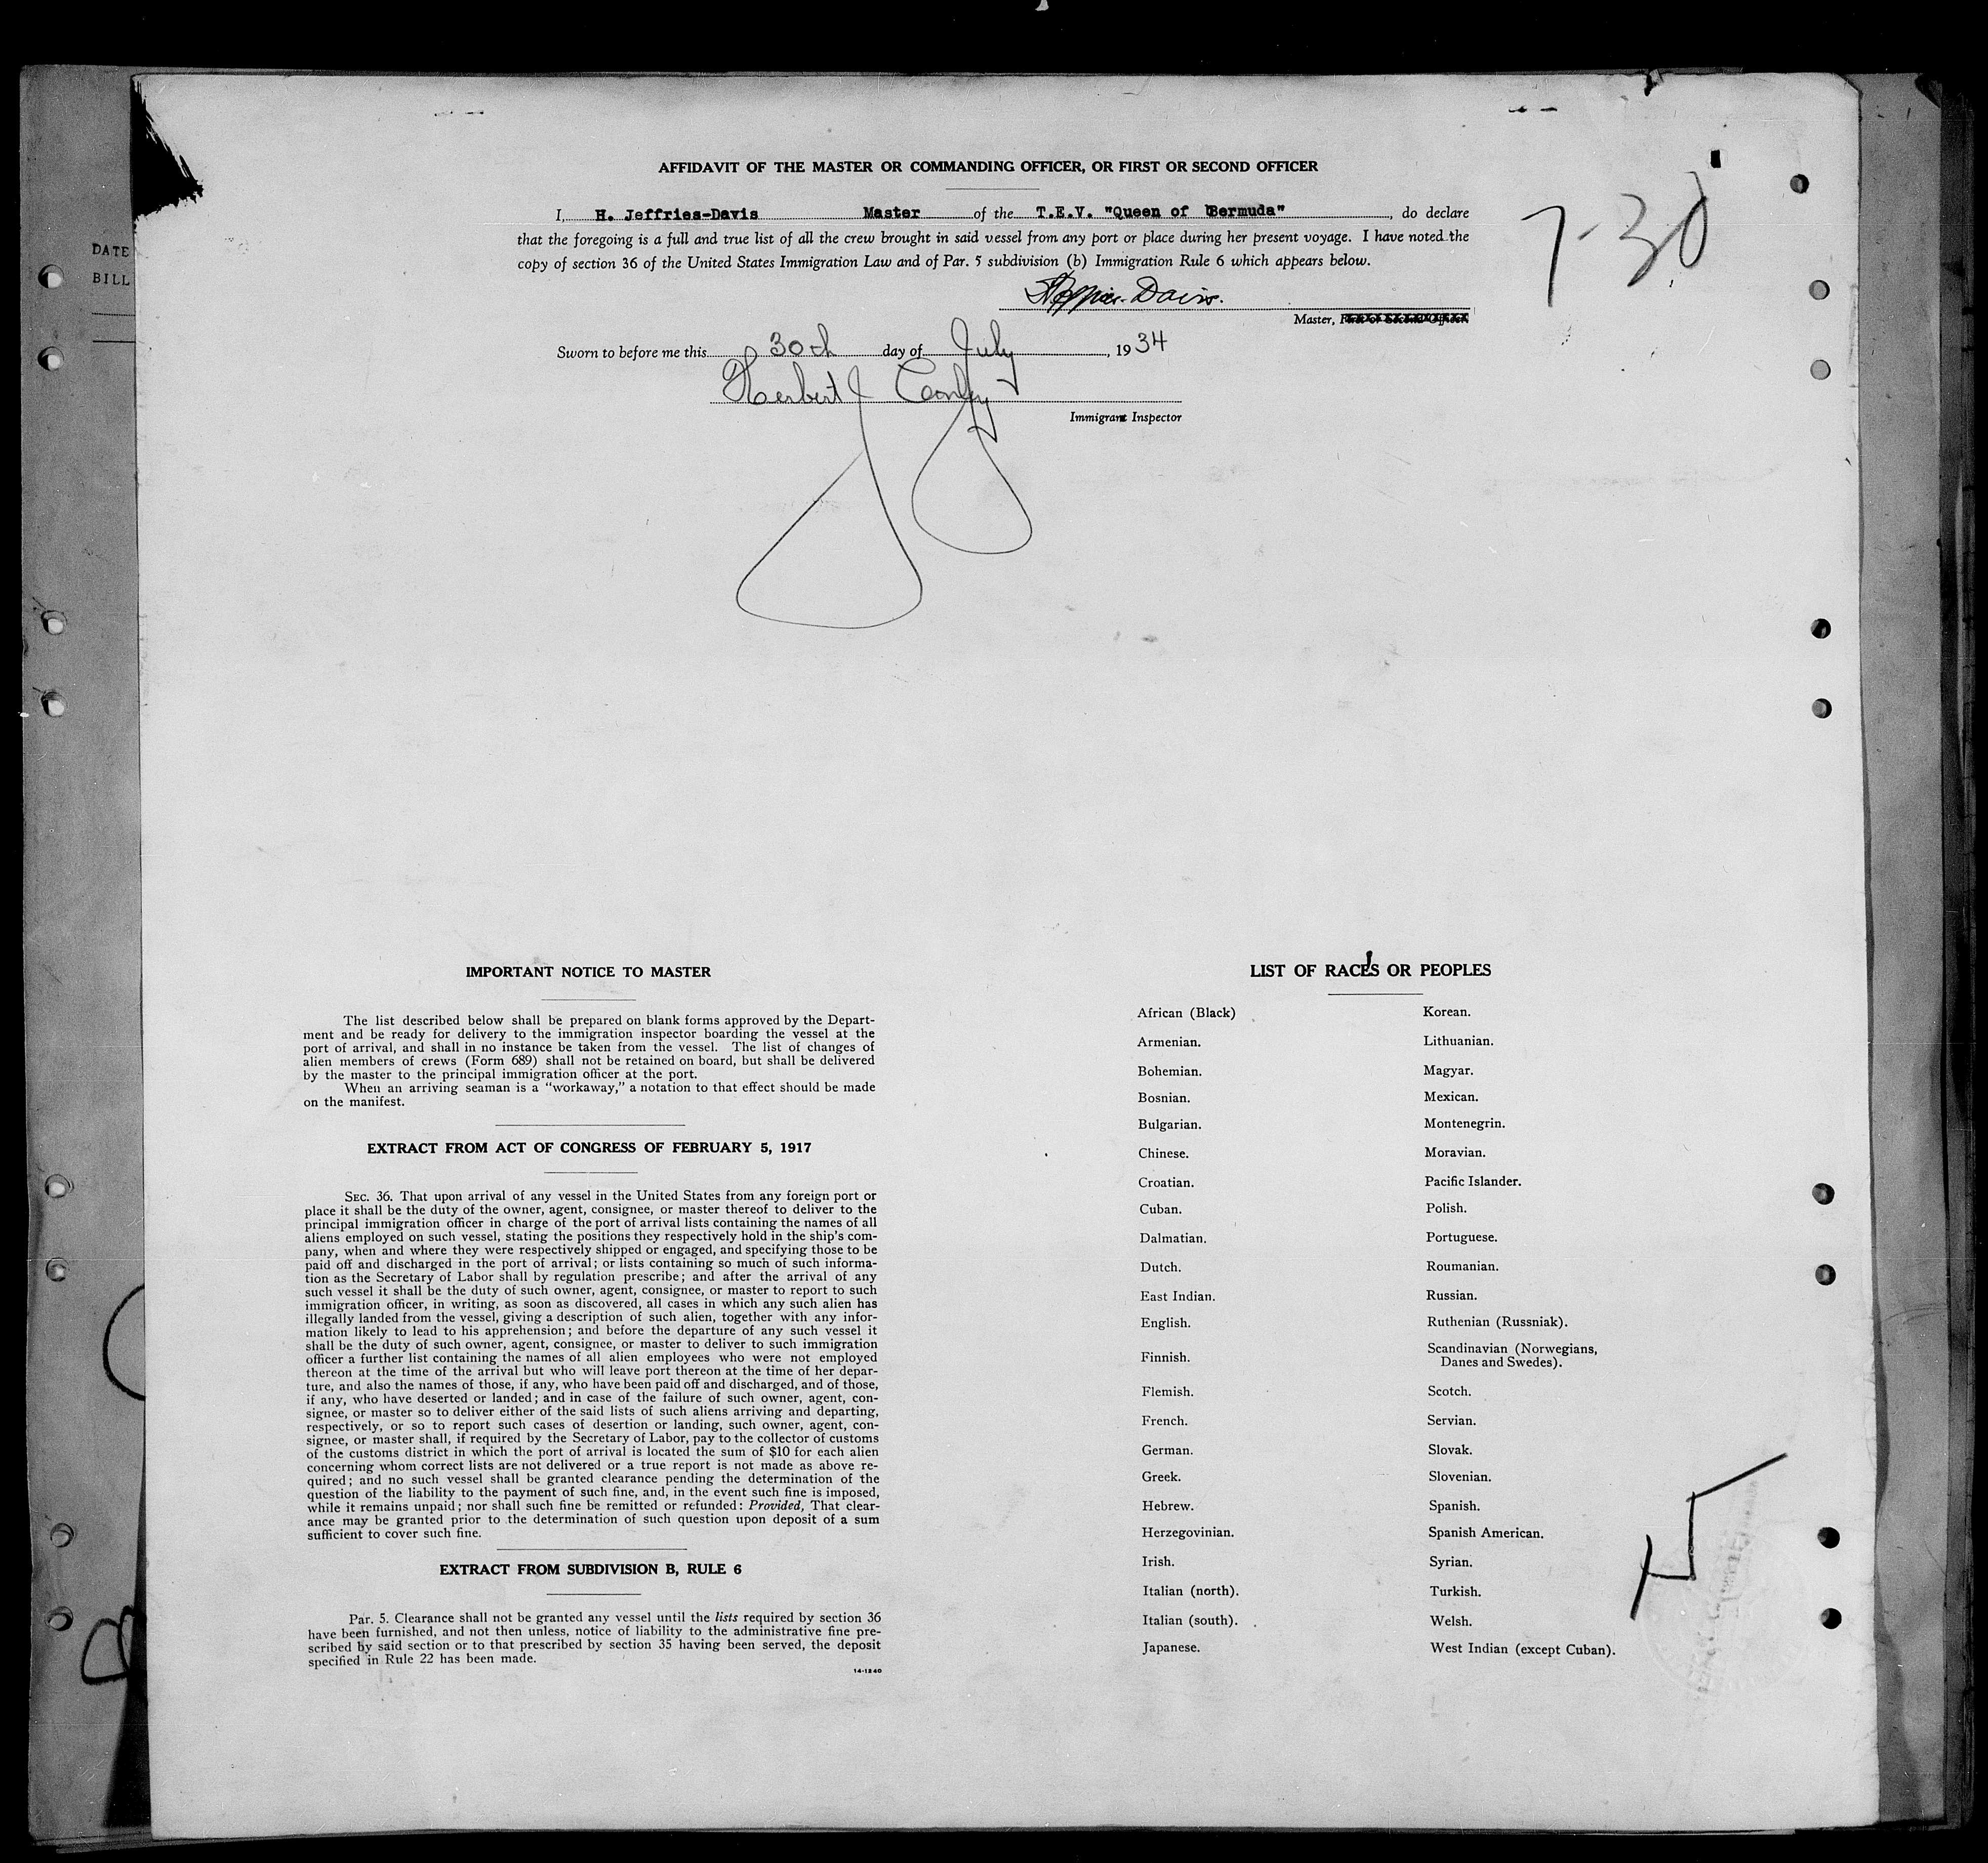 AFFIDAVIT OF THE MASTER OR COMMANDING OFFICER, OR FIRST OR SECOND OFFICER
I, H. Jeffries-Davis Master of the T.E.V. "Queen of Bermuda", do declare
that the foregoing is a full and true list of all the crew brought in said vessel from any port or place during her present voyage. I have noted the
copy of section 36 of the United States Immigration Law and of Par. 5 subdivision (b) Immigration Rule 6 which appears below.
7-30
Jeffries-Davis.
Master, First or Second Officer.
Sworn to before me this 30th day of July, 1934
Herbert J
Immigrant Inspector
DATE
BILL
IMPORTANT NOTICE TO MASTER
The list described below shall be prepared on blank forms approved by the Depart-
ment and be ready for delivery to the immigration inspector boarding the vessel at the
port of arrival, and shall in no instance be taken from the vessel. The list of changes of
alien members of crews (Form 689) shall not be retained on board, but shall be delivered
by the master to the principal immigration officer at the port.
When an arriving seaman is a "workaway," a notation to that effect should be made
on the manifest.
EXTRACT FROM ACT OF CONGRESS OF FEBRUARY 5, 1917
SEC. 36. That upon arrival of any vessel in the United States from any foreign port or
place it shall be the duty of the owner, agent, consignee, or master thereof to deliver to the
principal immigration officer in charge of the port of arrival lists containing the names of all
aliens employed on such vessel, stating the positions they respectively hold in the ship's com-
pany, when and where they were respectively shipped or engaged, and specifying those to be
paid off and discharged in the port of arrival; or lists containing so much of such informa-
tion as the Secretary of Labor shall by regulation prescribe; and after the arrival of any
such vessel it shall be the duty of such owner, agent, consignee, or master to report to such
immigration officer, in writing, as soon as discovered, all cases in which any such alien has
illegally landed from the vessel, giving a description of such alien, together with any infor-
mation likely to lead to his apprehension; and before the departure of any such vessel it
shall be the duty of such owner, agent, consignee, or master to deliver to such immigration
officer a further list containing the names of all alien employees who were not employed
thereon at the time of the arrival but who will leave port thereon at the time of her depar-
ture, and also the names of those, if any, who have been paid off and discharged, and of those,
if any, who have deserted or landed; and in case of the failure of such owner, agent, con-
signee, or master so to deliver either of the said lists of such aliens arriving and departing,
respectively, or so to report such cases of desertion or landing, such owner, agent, con-
signee, or master shall, if required by the Secretary of Labor, pay to the collector of customs
of the customs district in which the port of arrival is located the sum of $10 for each alien
concerning whom correct lists are not delivered or a true report is not made as above re-
quired; and no such vessel shall be granted clearance pending the determination of the
question of the liability to the payment of such fine, and, in the event such fine is imposed,
while it remains unpaid; nor shall such fine be remitted or refunded: Provided, That clear-
ance may be granted prior to the determination of such question upon deposit of a sum
sufficient to cover such fine.
EXTRACT FROM SUBDIVISION B, RULE 6
Par. 5. Clearance shall not be granted any vessel until the lists required by section 36
have been furnished, and not then unless, notice of liability to the administrative fine pre-
scribed by said section or to that prescribed by section 35 having been served, the deposit
specified in Rule 22 has been made.
14-1240
LIST OF RACES OR PEOPLES
African (Black)
Armenian.
Bohemian.
Bosnian.
Bulgarian.
Chinese.
Croatian.
Cuban.
Dalmatian.
Dutch.
East Indian.
English.
Finnish.
Flemish.
French.
German.
Greek.
Hebrew.
Herzegovinian.
Irish.
Italian (north).
Italian (south).
Japanese.
Korean.
Lithuanian.
Magyar.
Mexican.
Montenegrin.
Moravian.
Pacific Islander.
Polish.
Portuguese.
Roumanian.
Russian.
Ruthenian (Russniak).
Scandinavian (Norwegians,
Danes and Swedes).
Scotch.
Servian.
Slovak.
Slovenian.
Spanish.
Spanish American.
Syrian.
Turkish.
Welsh.
West Indian (except Cuban).